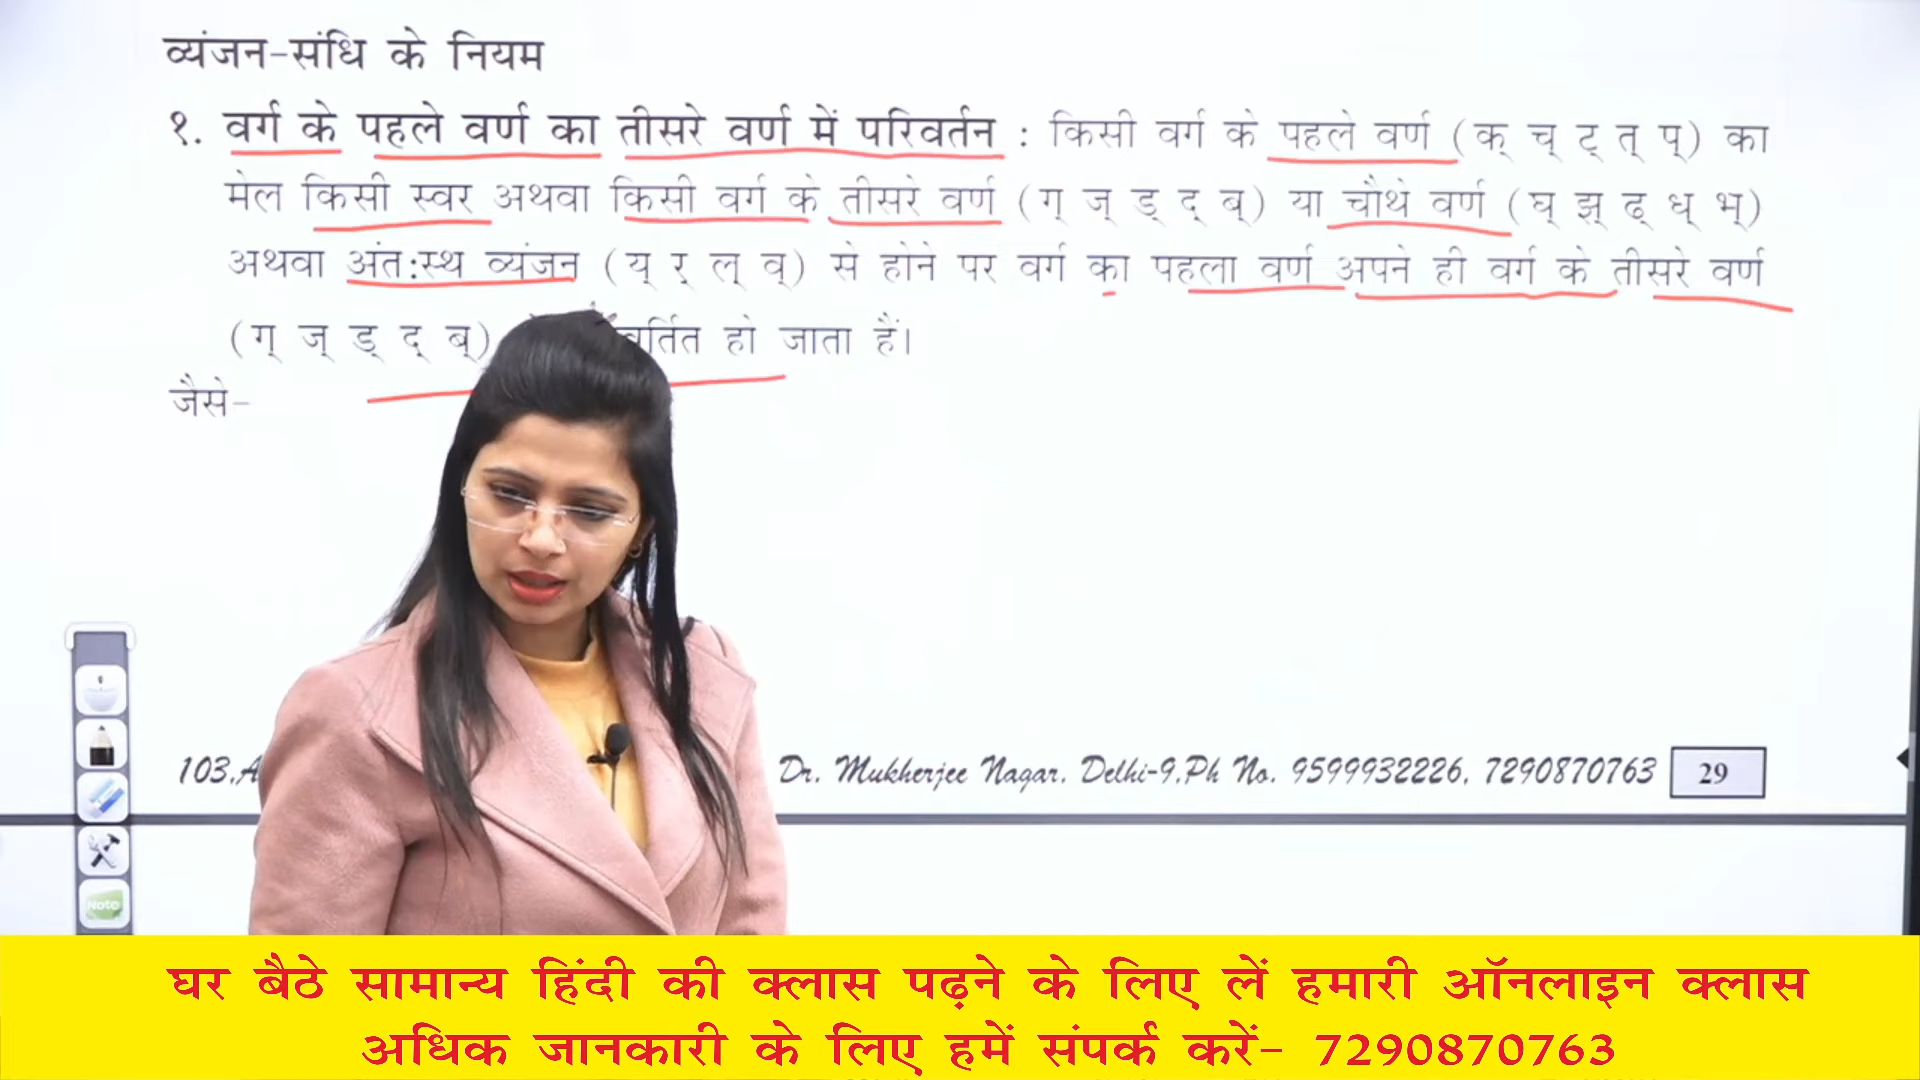 व्यंजन-संधि के नियम
१. वर्ग के पहले वर्ण का तीसरे वर्ण में परिवर्तन : किसी वर्ग के पहले वर्ण (क् च् ट् त् प्) का
मेल किसी स्वर अथवा किसी वर्ग के तीसरे वर्ण (ग् ज् ड् द् ब्) या चौथे वर्ण (घ् झ् ढ् ध् भ्)
अथवा अंत:स्थ व्यंजन (य् र् ल् व्) से होने पर वर्ग का पहला वर्ण अपने ही वर्ग के तीसरे वर्ण
(ग् ज् ड् द् ब्) हो जाता हैं।
जैसे-
103, Dr. Mukherjee Nagar, Delhi-9,Ph No. 9599932226, 7290870763 29
Note
घर बैठे सामान्य हिंदी की क्लास पढ़ने के लिए लें हमारी ऑनलाइन क्लास
अधिक जानकारी के लिए हमें संपर्क करें- 7290870763